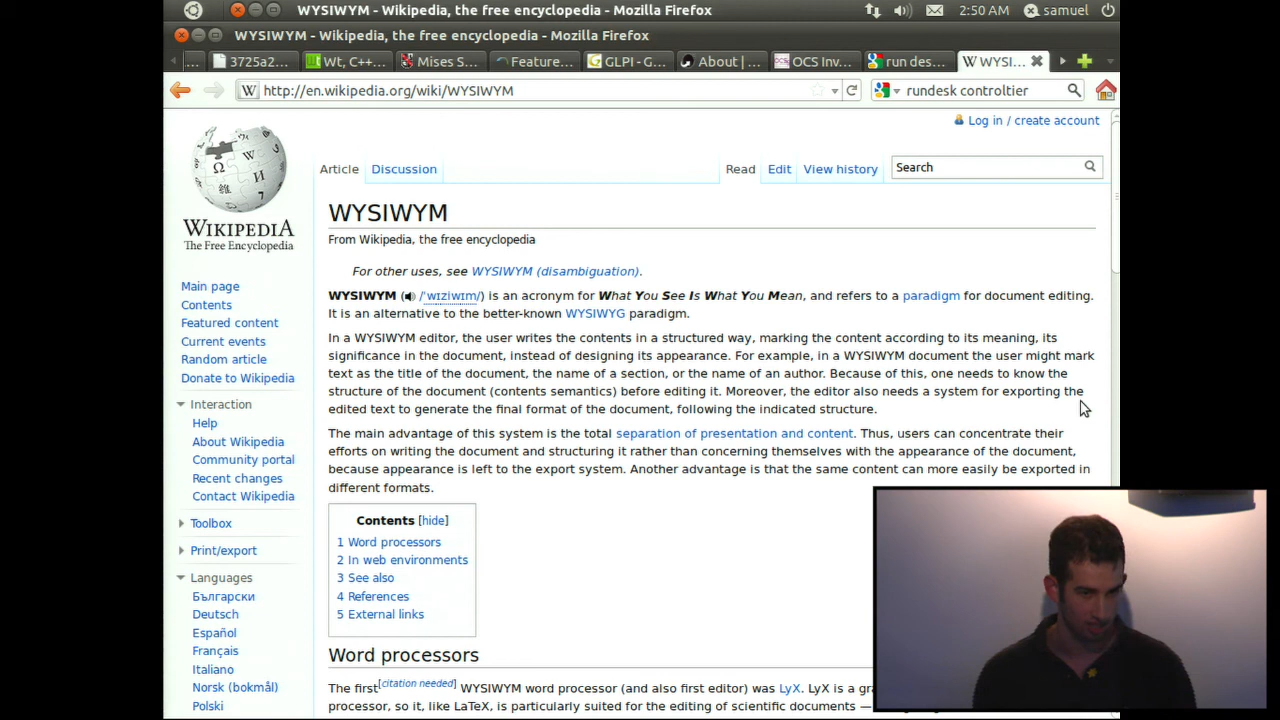 WYSIWYM - Wikipedia, the free encyclopedia - Mozilla Firefox
2:50 AM
samuel
WYSIWYM - Wikipedia, the free encyclopedia - Mozilla Firefox
...
3725a2...
Wt, C++...
Mises S...
Feature...
GLPI - G...
About | ...
OCS Inv...
run des...
WYSI...
http://en.wikipedia.org/wiki/WYSIWYM
rundesk controltier
Log in / create account
Article
Discussion
Read
Edit
View history
Search
WIKIPEDIA
The Free Encyclopedia
Main page
Contents
Featured content
Current events
Random article
Donate to Wikipedia
Interaction
Help
About Wikipedia
Community portal
Recent changes
Contact Wikipedia
Toolbox
Print/export
Languages
Български
Deutsch
Español
Français
Italiano
Norsk (bokmål)
Polski
WYSIWYM
From Wikipedia, the free encyclopedia
For other uses, see WYSIWYM (disambiguation).
WYSIWYM (/ˈwɪziwɪm/) is an acronym for What You See Is What You Mean, and refers to a paradigm for document editing.
It is an alternative to the better-known WYSIWYG paradigm.
In a WYSIWYM editor, the user writes the contents in a structured way, marking the content according to its meaning, its
significance in the document, instead of designing its appearance. For example, in a WYSIWYM document the user might mark
text as the title of the document, the name of a section, or the name of an author. Because of this, one needs to know the
structure of the document (contents semantics) before editing it. Moreover, the editor also needs a system for exporting the
edited text to generate the final format of the document, following the indicated structure.
The main advantage of this system is the total separation of presentation and content. Thus, users can concentrate their
efforts on writing the document and structuring it rather than concerning themselves with the appearance of the document,
because appearance is left to the export system. Another advantage is that the same content can more easily be exported in
different formats.
Contents [hide]
1 Word processors
2 In web environments
3 See also
4 References
5 External links
Word processors
The first[citation needed] WYSIWYM word processor (and also first editor) was LyX. LyX is a
processor, so it, like LaTeX, is particularly suited for the editing of scientific documents —